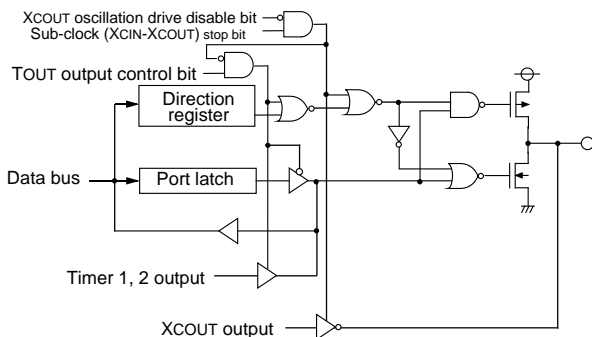 XCOUT oscillation drive disable bit
Sub-clock (XCIN-XCOUT) stop bit
TOUT output control bit
Direction
register
Data bus
Port latch
Timer 1, 2 output
XCOUT output